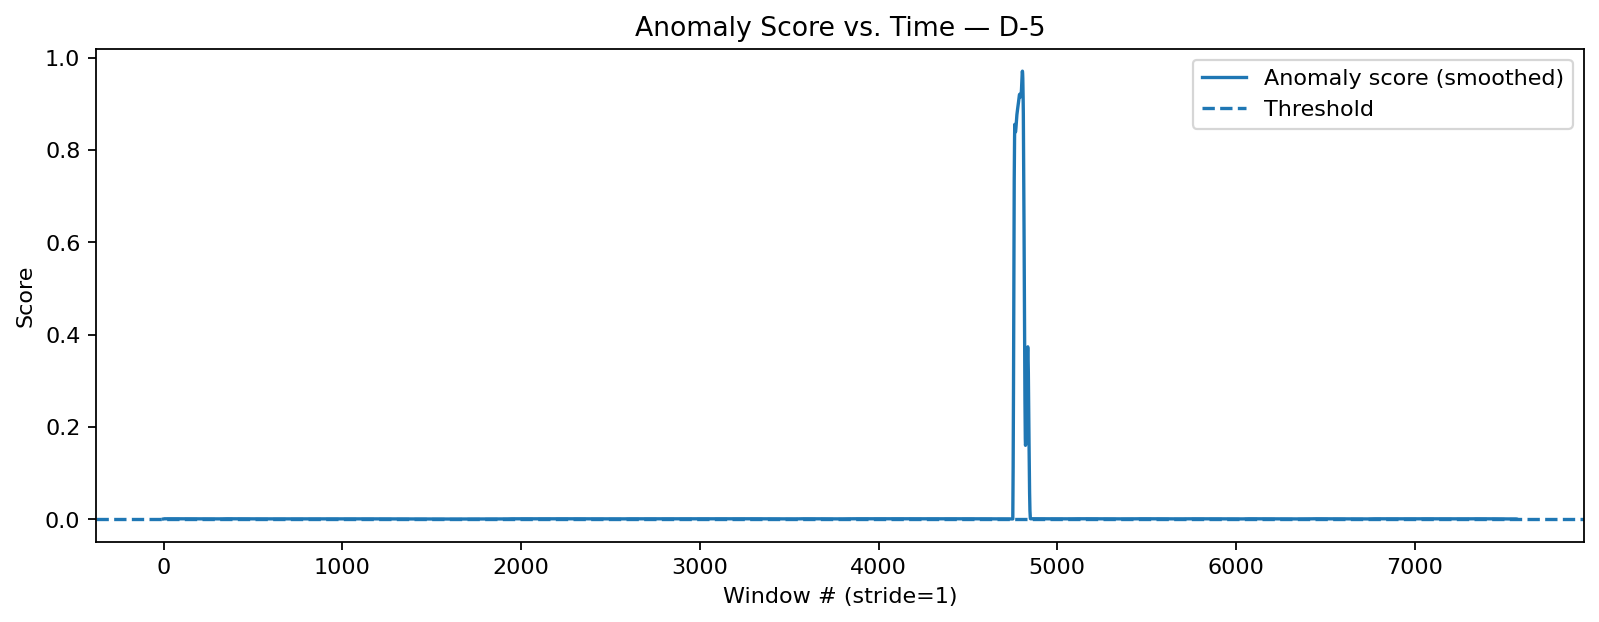 Anomaly Score vs. Time — D-5
Anomaly score (smoothed)
Threshold
Score
1.0
0.8
0.6
0.4
0.2
0.0
0 1000 2000 3000 4000 5000 6000 7000
Window # (stride=1)